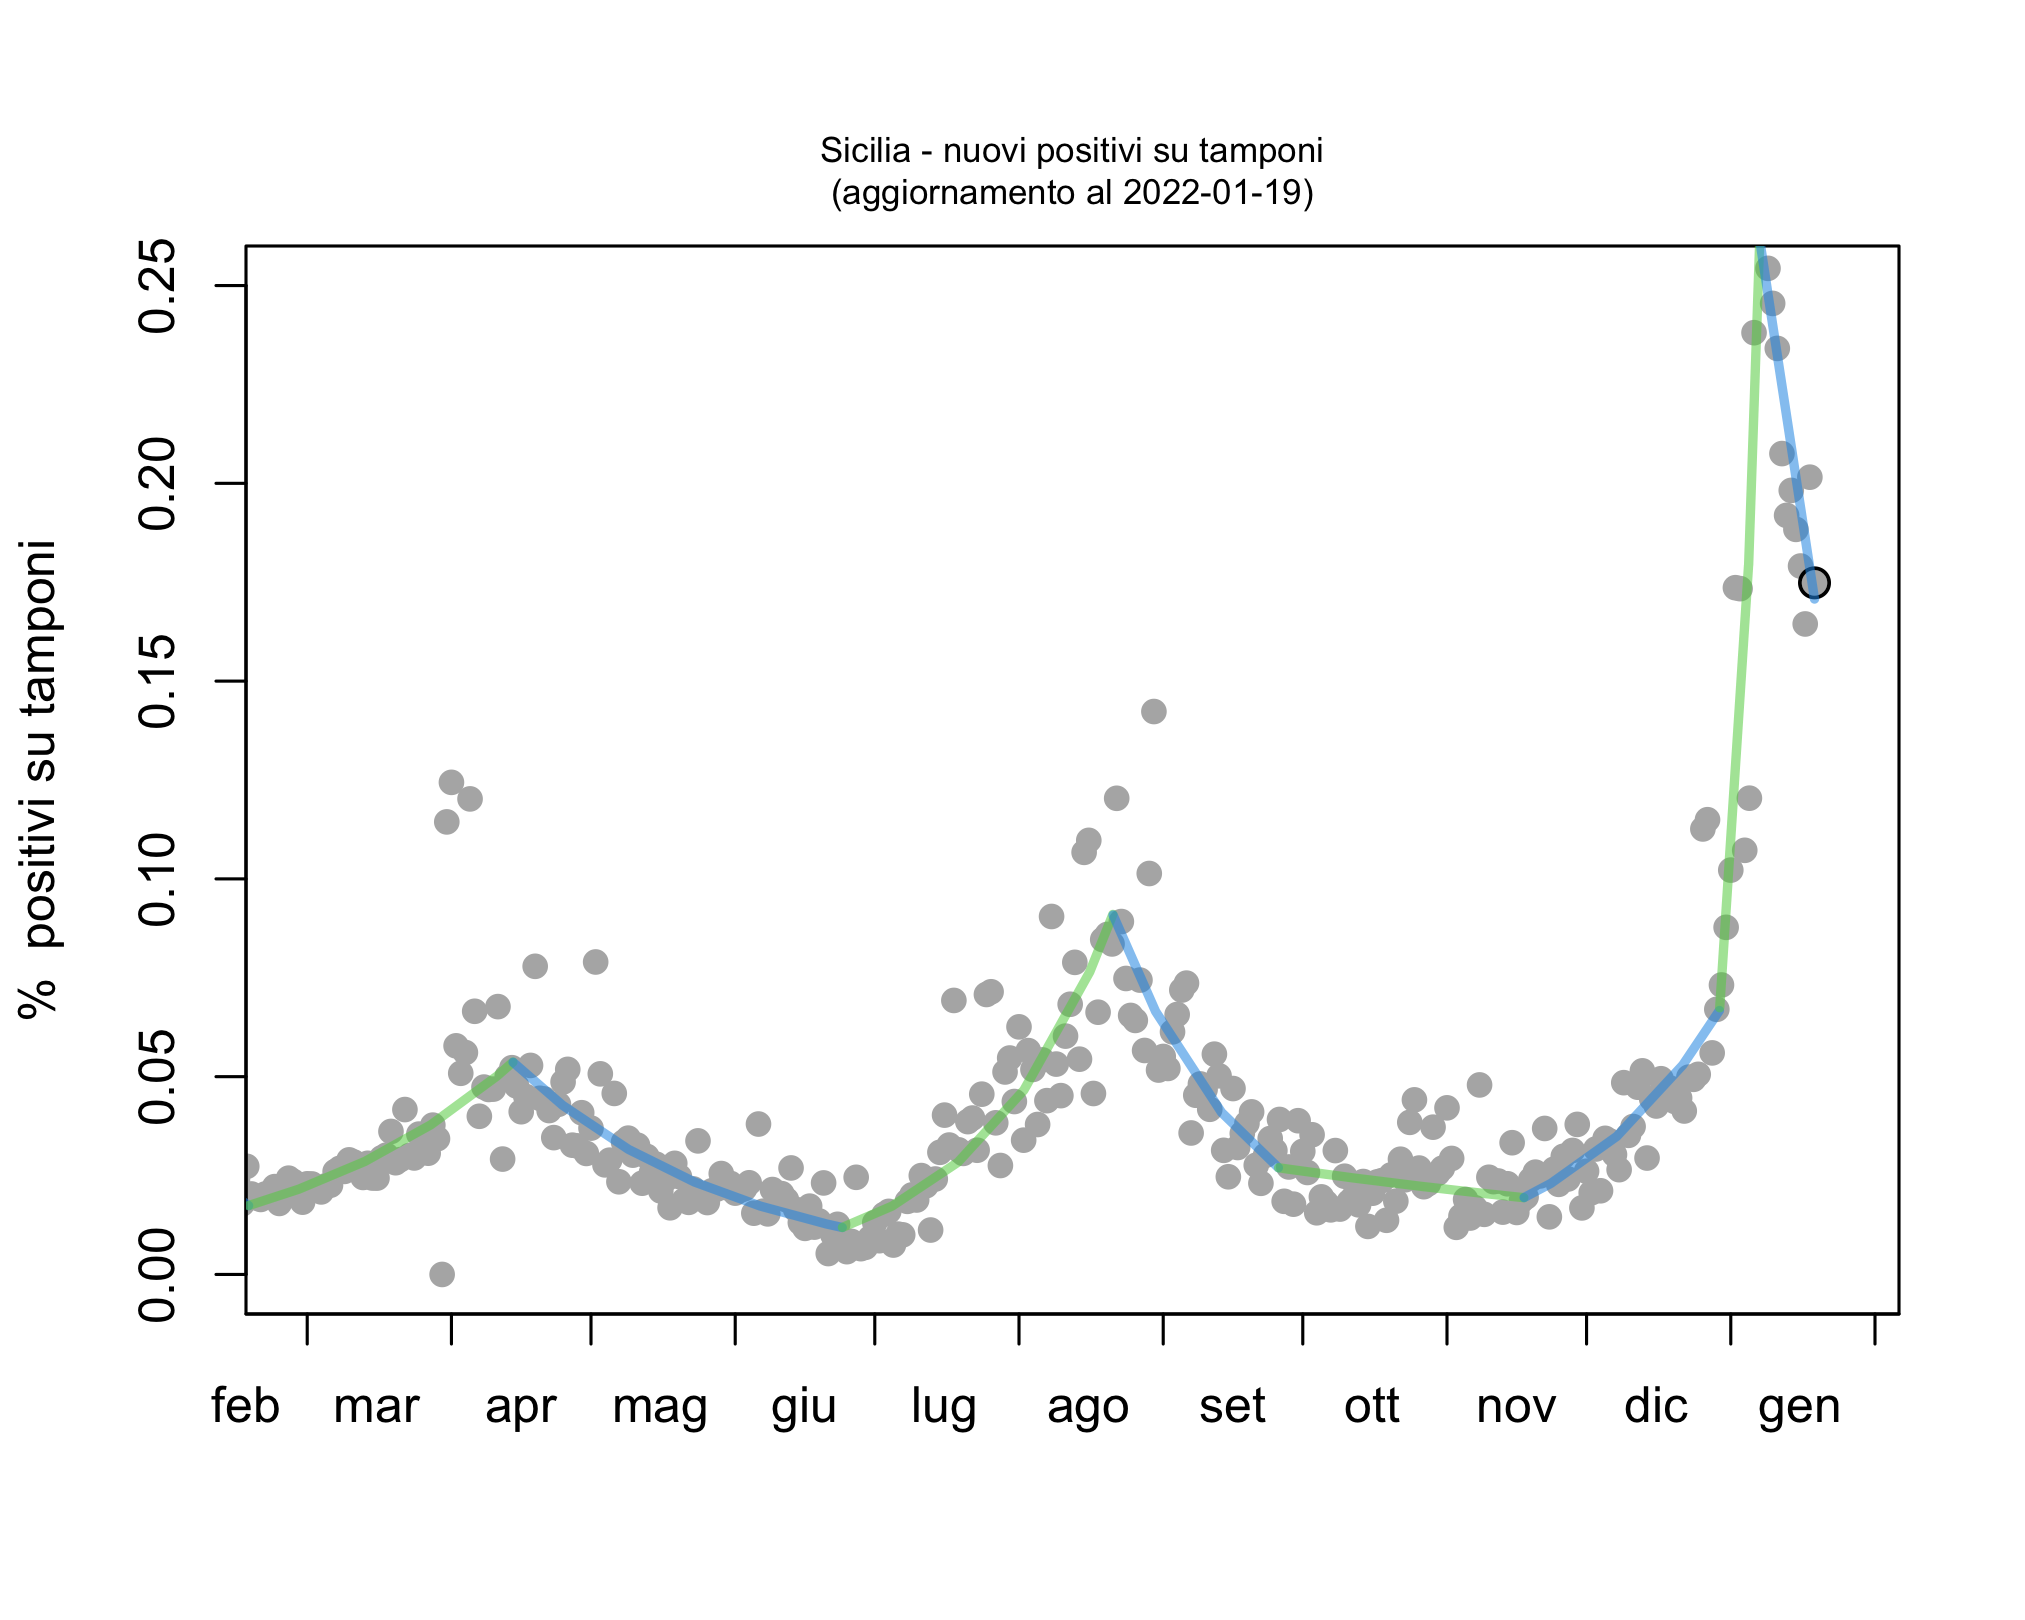 Sicilia - nuovi positivi su tamponi
(aggiornamento al 2022-01-19)
% positivi su tamponi
0.25
0.20
0.15
0.10
0.05
0.00
feb mar apr mag giu lug ago set ott nov dic gen